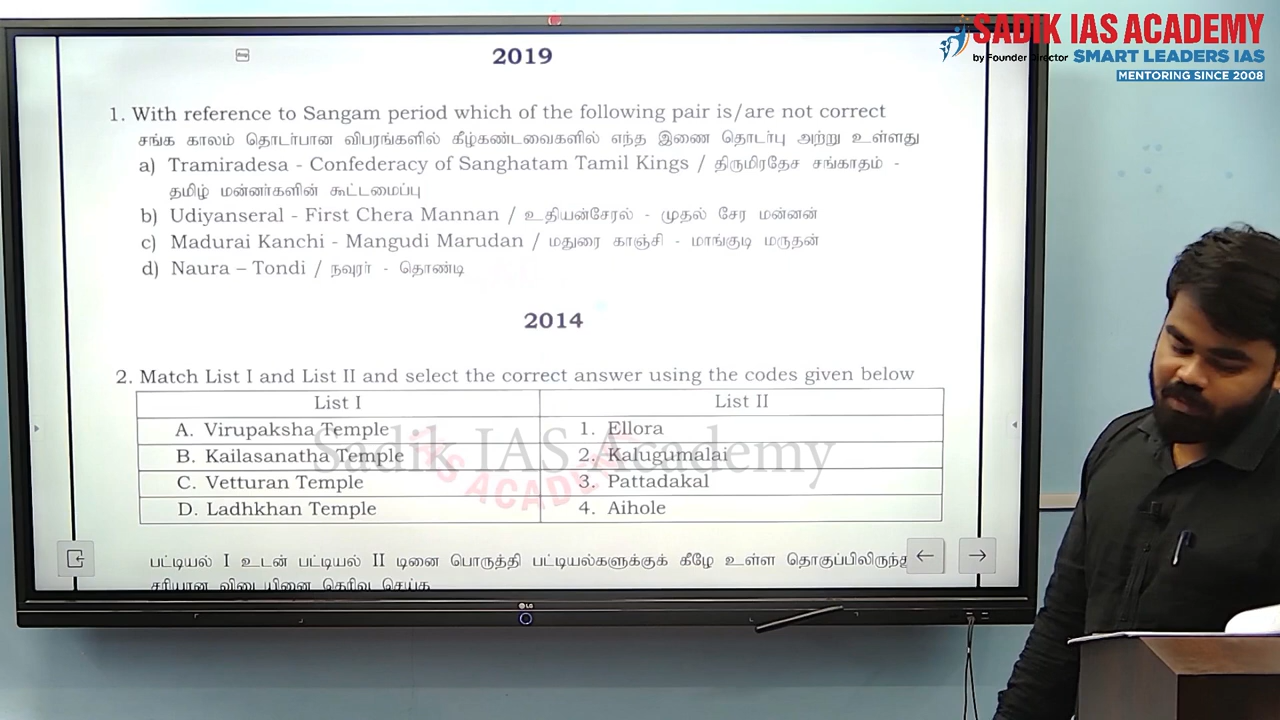 SADIK IAS ACADEMY
by Founder Director SMART LEADERS IAS
MENTORING SINCE 2008
2019
1. With reference to Sangam period which of the following pair is/are not correct
சங்க காலம் தொடர்பான விபரங்களில் கீழ்கண்டவைகளில் எந்த இணை தொடர்பு அற்று உள்ளது
a) Tramiradesa - Confederacy of Sanghatam Tamil Kings / திருமிரதேச சங்காதம் -
தமிழ் மன்னர்களின் கூட்டமைப்பு
b) Udiyanseral - First Chera Mannan / உதியன்சேரல் - முதல் சேர மன்னன்
c) Madurai Kanchi - Mangudi Marudan / மதுரை காஞ்சி - மாங்குடி மருதன்
d) Naura – Tondi / நவுரா - தொண்டி
2014
2. Match List I and List II and select the correct answer using the codes given below
List I List II
A. Virupaksha Temple 1. Ellora
B. Kailasanatha Temple 2. Kalugumalai
C. Vetturan Temple 3. Pattadakal
D. Ladhkhan Temple 4. Aihole
Sadik IAS Academy
IAS ACADEMY
பட்டியல் I உடன் பட்டியல் II டினை பொருத்தி பட்டியல்களுக்குக் கீழே உள்ள தொகுப்பிலிருந்து
சரியான விடையினை தெரிவு செய்க
LG